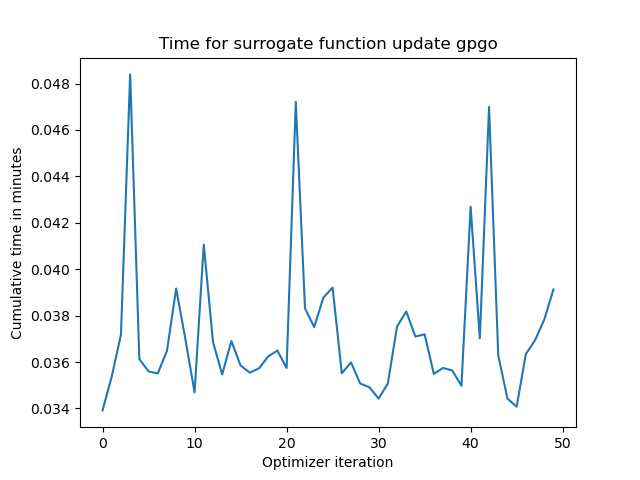 Time for surrogate function update gpgo
Cumulative time in minutes
0.048
0.046
0.044
0.042
0.040
0.038
0.036
0.034
0 10 20 30 40 50
Optimizer iteration